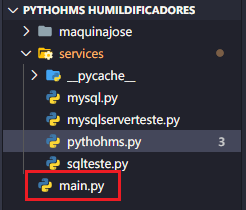 PYTHOHMS HUMILDIFICADORES
maquinajose
services
__pycache__
mysql.py
mysqlserverteste.py
pythohms.py 3
sqlteste.py
main.py